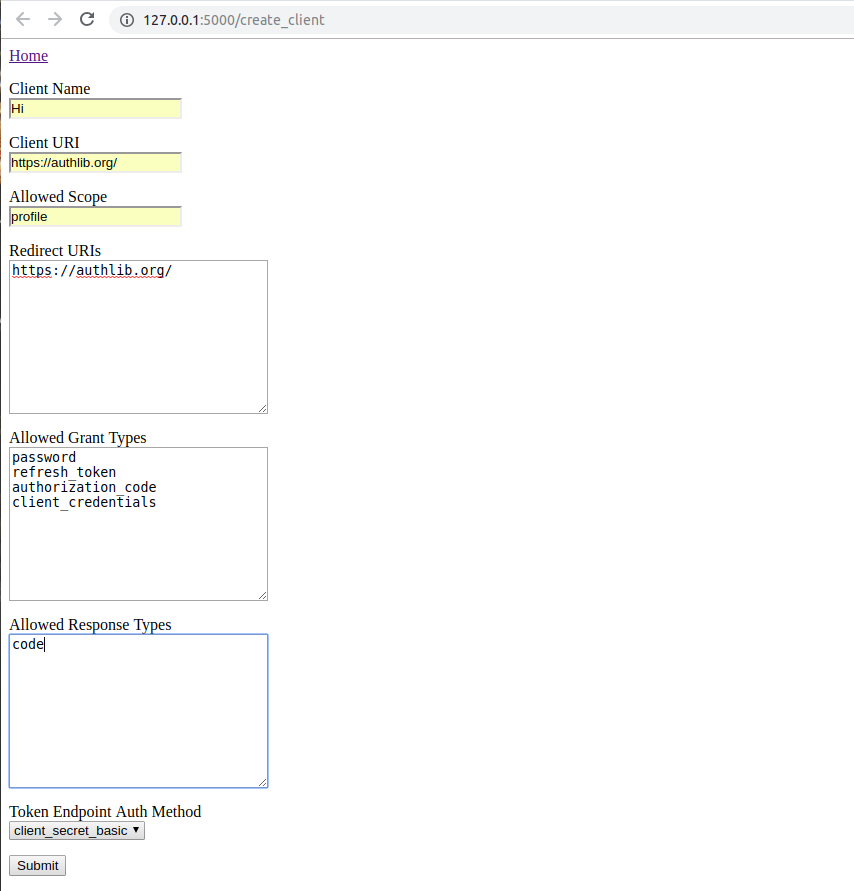 127.0.0.1:5000/create_client
Home
Client Name
Hi
Client URI
https://authlib.org/
Allowed Scope
profile
Redirect URIs
https://authlib.org/
Allowed Grant Types
password
refresh_token
authorization_code
client_credentials
Allowed Response Types
code
Token Endpoint Auth Method
client_secret_basic
Submit